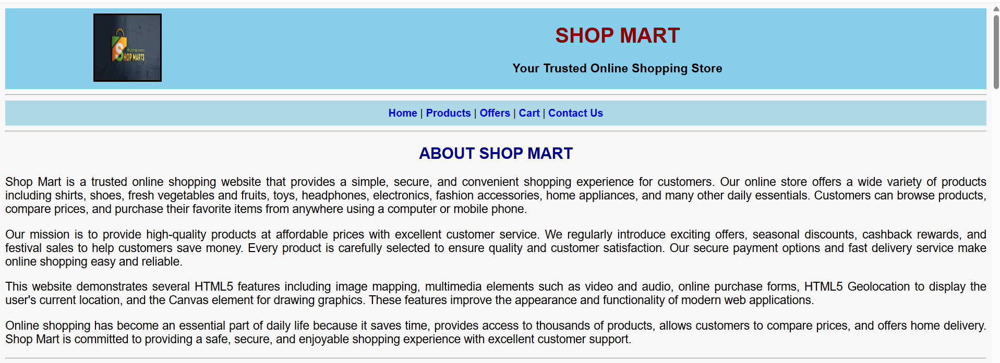 SHOP MART
Your Trusted Online Shopping Store
HOP MARTS
Home | Products | Offers | Cart | Contact Us
ABOUT SHOP MART
Shop Mart is a trusted online shopping website that provides a simple, secure, and convenient shopping experience for customers. Our online store offers a wide variety of products
including shirts, shoes, fresh vegetables and fruits, toys, headphones, electronics, fashion accessories, home appliances, and many other daily essentials. Customers can browse products,
compare prices, and purchase their favorite items from anywhere using a computer or mobile phone.
Our mission is to provide high-quality products at affordable prices with excellent customer service. We regularly introduce exciting offers, seasonal discounts, cashback rewards, and
festival sales to help customers save money. Every product is carefully selected to ensure quality and customer satisfaction. Our secure payment options and fast delivery service make
online shopping easy and reliable.
This website demonstrates several HTML5 features including image mapping, multimedia elements such as video and audio, online purchase forms, HTML5 Geolocation to display the
user's current location, and the Canvas element for drawing graphics. These features improve the appearance and functionality of modern web applications.
Online shopping has become an essential part of daily life because it saves time, provides access to thousands of products, allows customers to compare prices, and offers home delivery.
Shop Mart is committed to providing a safe, secure, and enjoyable shopping experience with excellent customer support.